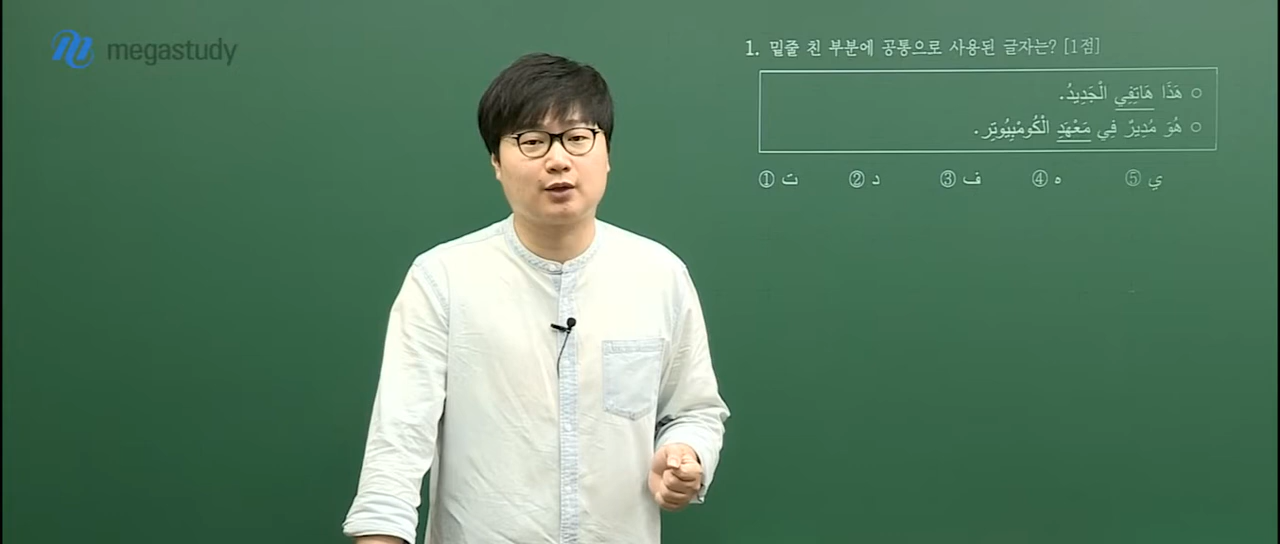 megastudy
1. 밑줄 친 부분에 공통으로 사용된 글자는? [1점]
○ هَذَا هَاتِفِي الْجَدِيدُ.
○ هُوَ مُدِيرٌ فِي مَعْهَدِ الْكُومْبِيُوتِر.
① ت ② د ③ ف ④ ه ⑤ ي